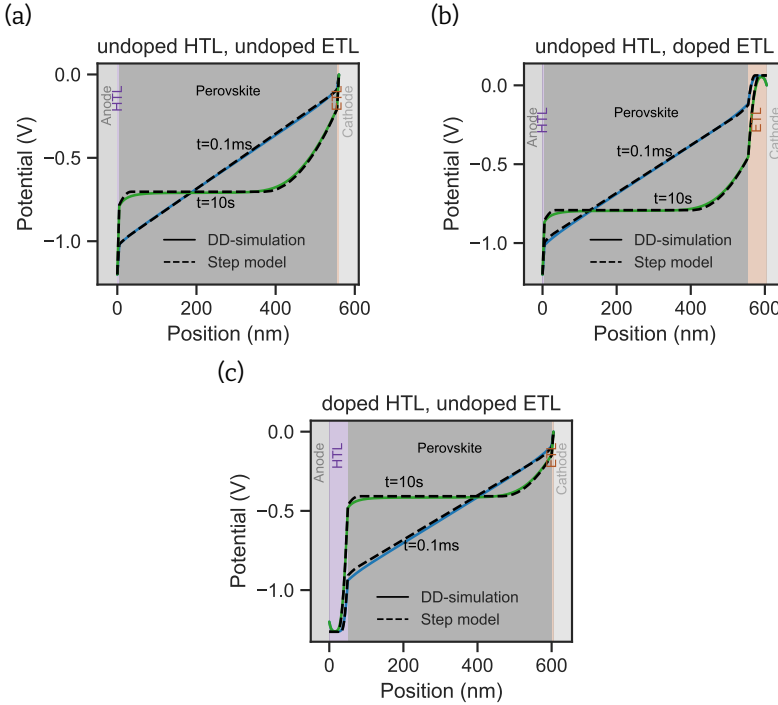 (a)
undoped HTL, undoped ETL
0.0
−0.5
−1.0
Potential (V)
Anode
HTL
Perovskite
ETL
Cathode
t=0.1ms
t=10s
DD-simulation
Step model
0
200
400
600
Position (nm)
(b)
undoped HTL, doped ETL
0.0
−0.5
−1.0
Potential (V)
Anode
HTL
Perovskite
ETL
Cathode
t=0.1ms
t=10s
DD-simulation
Step model
0
200
400
600
Position (nm)
(c)
doped HTL, undoped ETL
0.0
−0.5
−1.0
Potential (V)
Anode
HTL
Perovskite
ETL
Cathode
t=10s
t=0.1ms
DD-simulation
Step model
0
200
400
600
Position (nm)